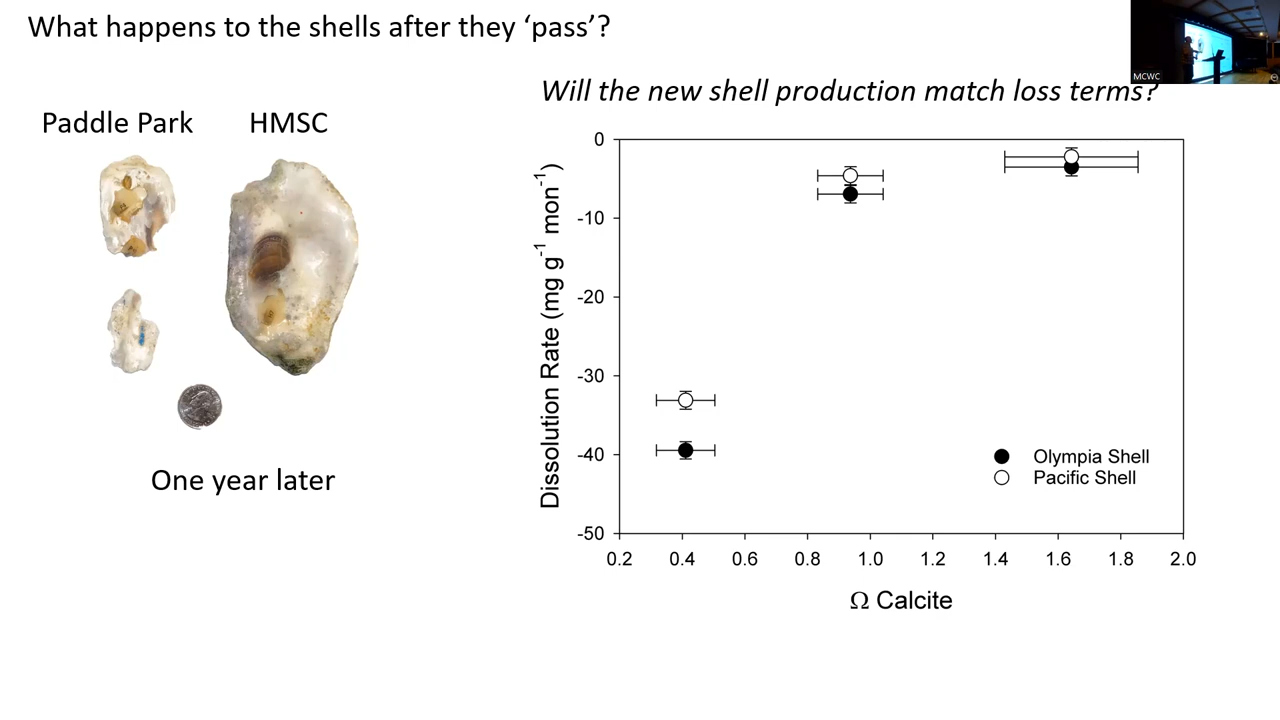 What happens to the shells after they ‘pass’?
MCWC
Will the new shell production match loss terms?
Paddle Park
HMSC
One year later
Dissolution Rate (mg g⁻¹ mon⁻¹)
0
-10
-20
-30
-40
-50
Olympia Shell
Pacific Shell
0.2 0.4 0.6 0.8 1.0 1.2 1.4 1.6 1.8 2.0
Ω Calcite